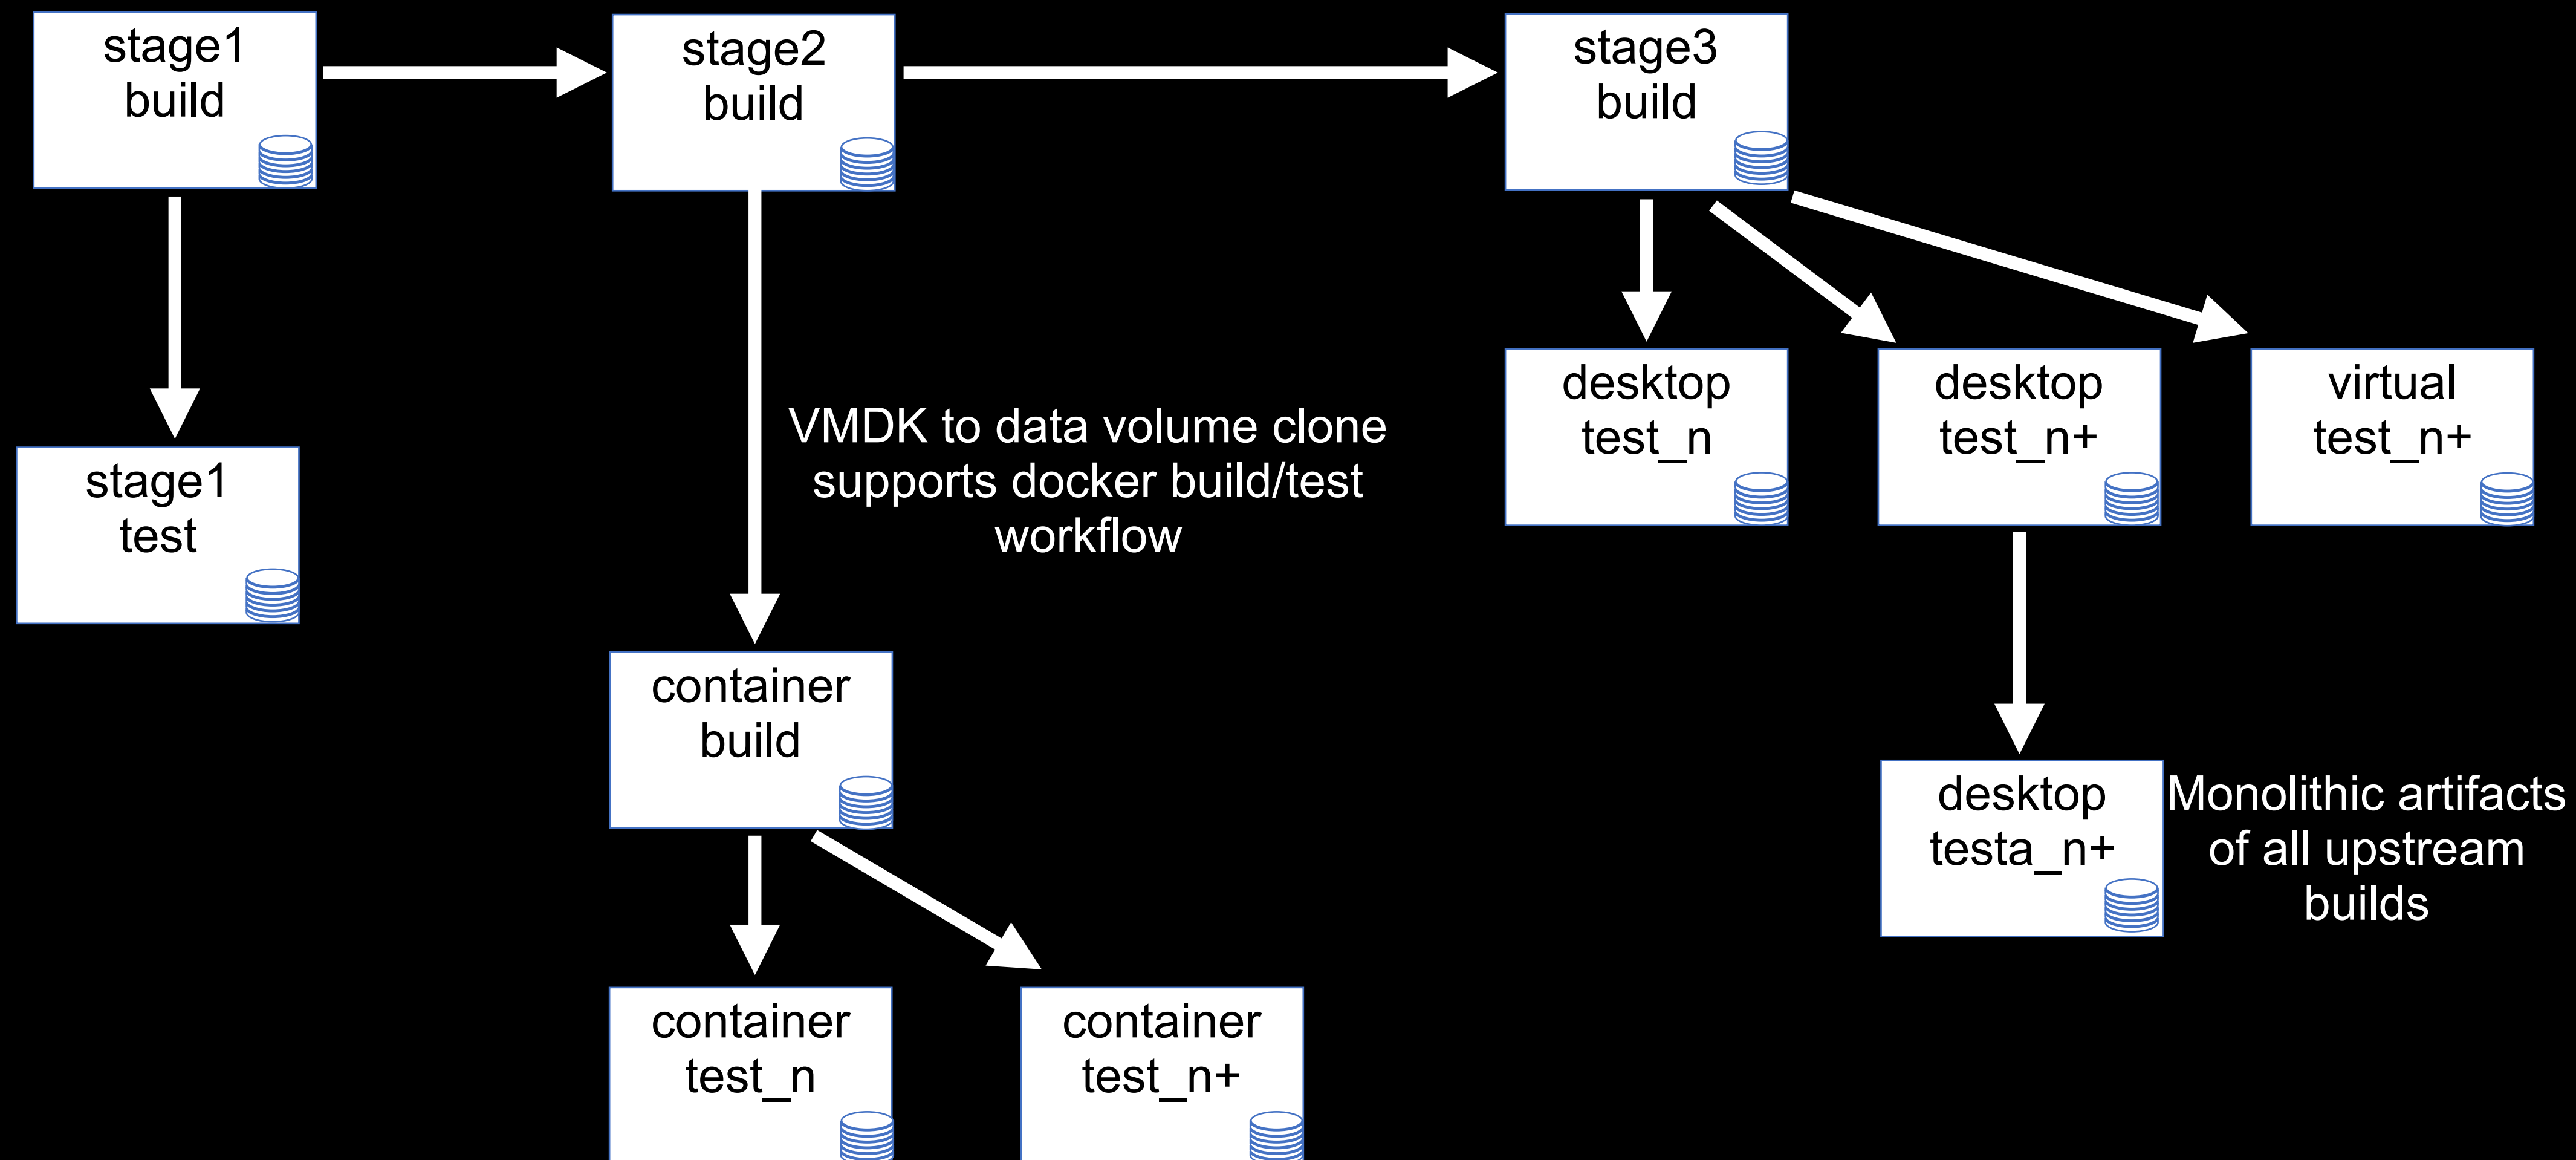 stage1
build
stage2
build
stage3
build
desktop
test_n
desktop
test_n+
virtual
test_n+
VMDK to data volume clone
supports docker build/test
workflow
stage1
test
container
build
desktop
testa_n+
Monolithic artifacts
of all upstream
builds
container
test_n
container
test_n+